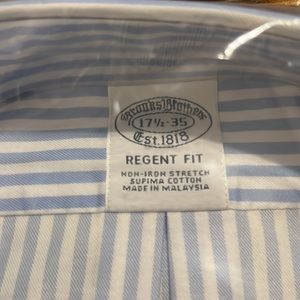 Brooks Brothers
17½-35
Est. 1818
REGENT FIT
NON-IRON STRETCH
SUPIMA COTTON
MADE IN MALAYSIA